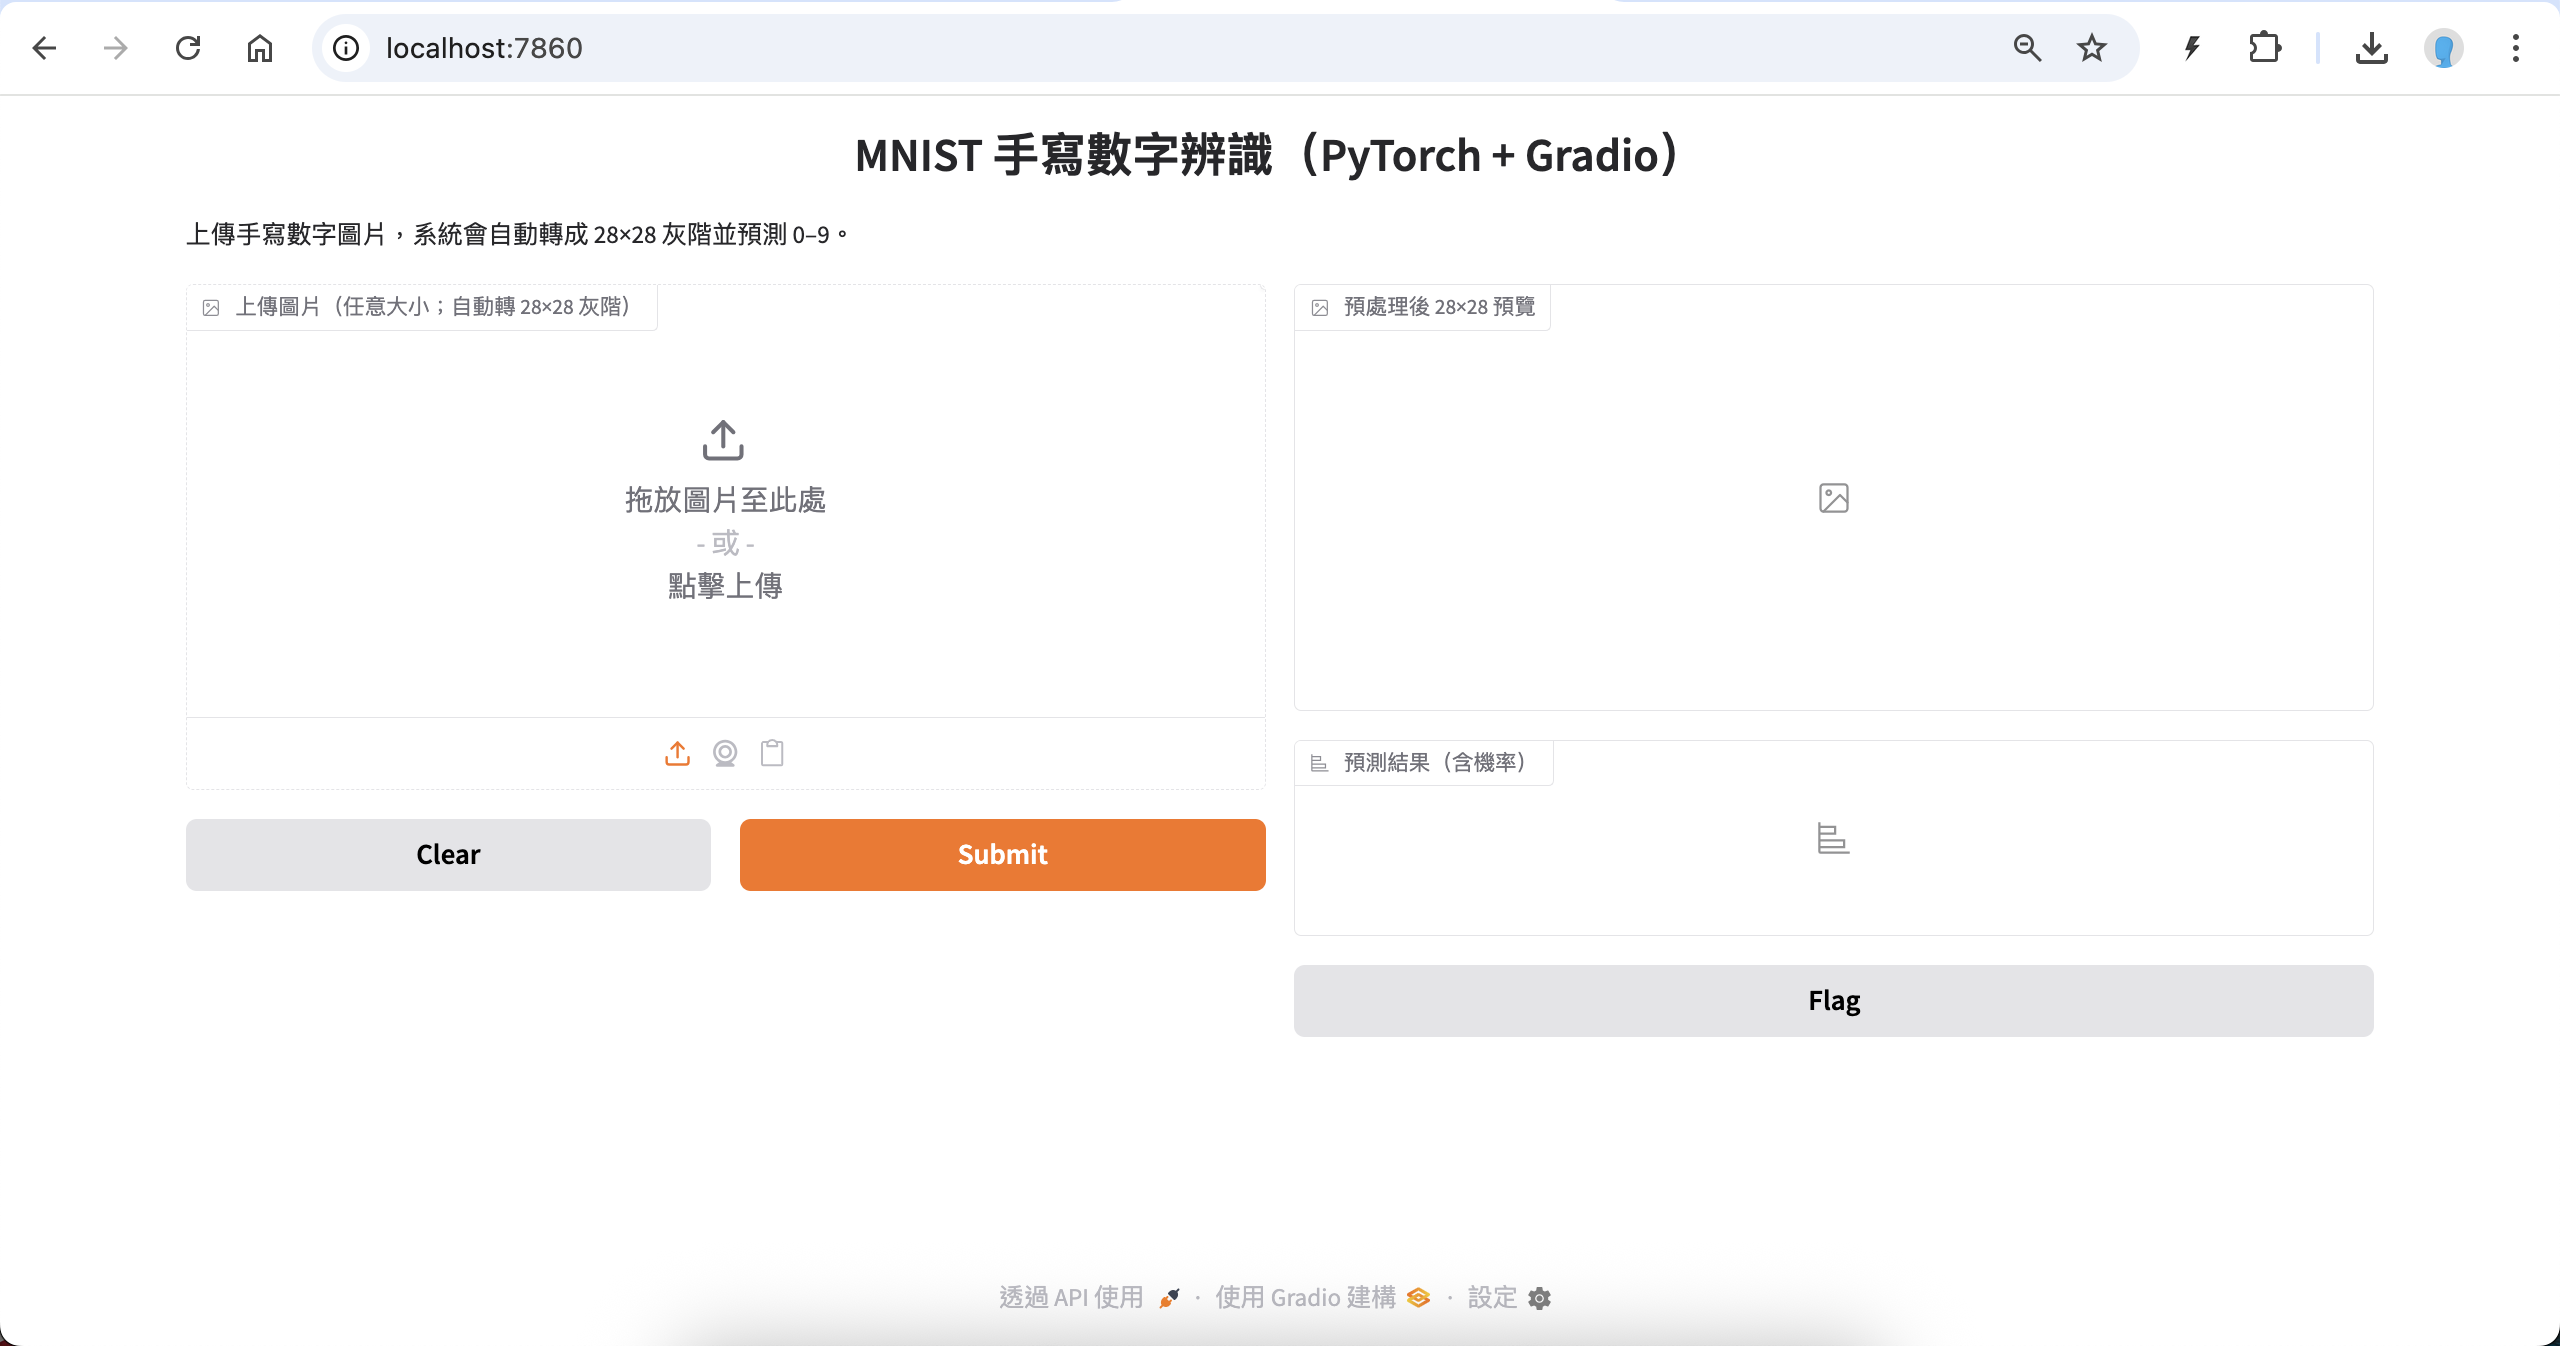 localhost:7860
MNIST 手寫數字辨識（PyTorch + Gradio）
上傳手寫數字圖片，系統會自動轉成 28×28 灰階並預測 0–9。
上傳圖片（任意大小；自動轉 28×28 灰階）
拖放圖片至此處
- 或 -
點擊上傳
Clear
Submit
預處理後 28×28 預覽
預測結果（含機率）
Flag
透過 API 使用 · 使用 Gradio 建構 · 設定